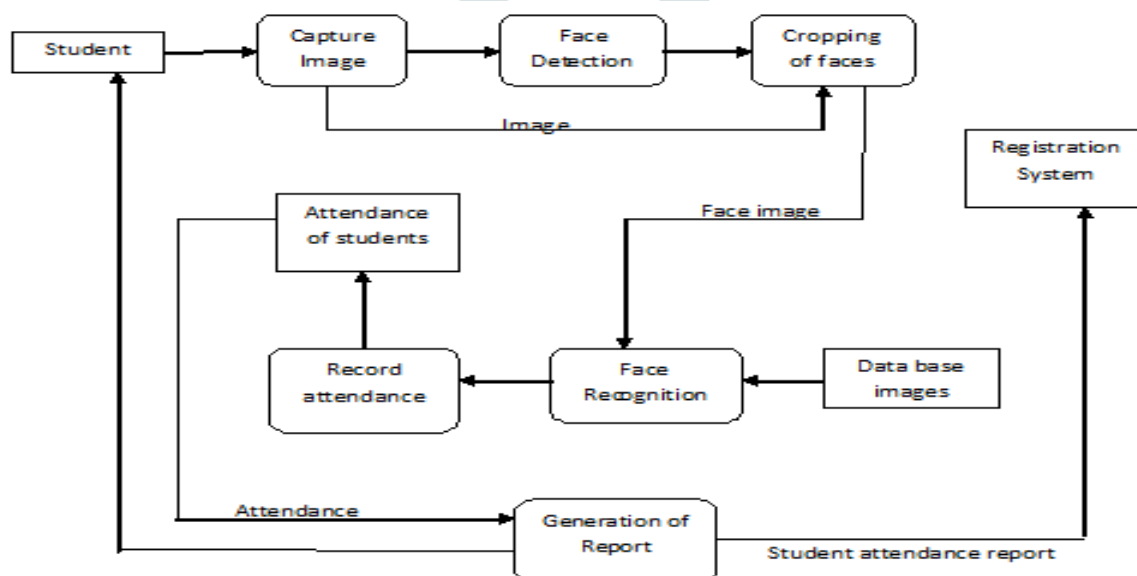 Student
Capture
Image
Face
Detection
Cropping
of faces
Image
Registration
System
Attendance
of students
Face image
Record
attendance
Face
Recognition
Data base
images
Attendance
Generation of
Report
Student attendance report